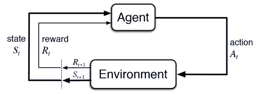 Agent
state
S_t
reward
R_t
action
A_t
R_{t+1}
S_{t+1}
Environment